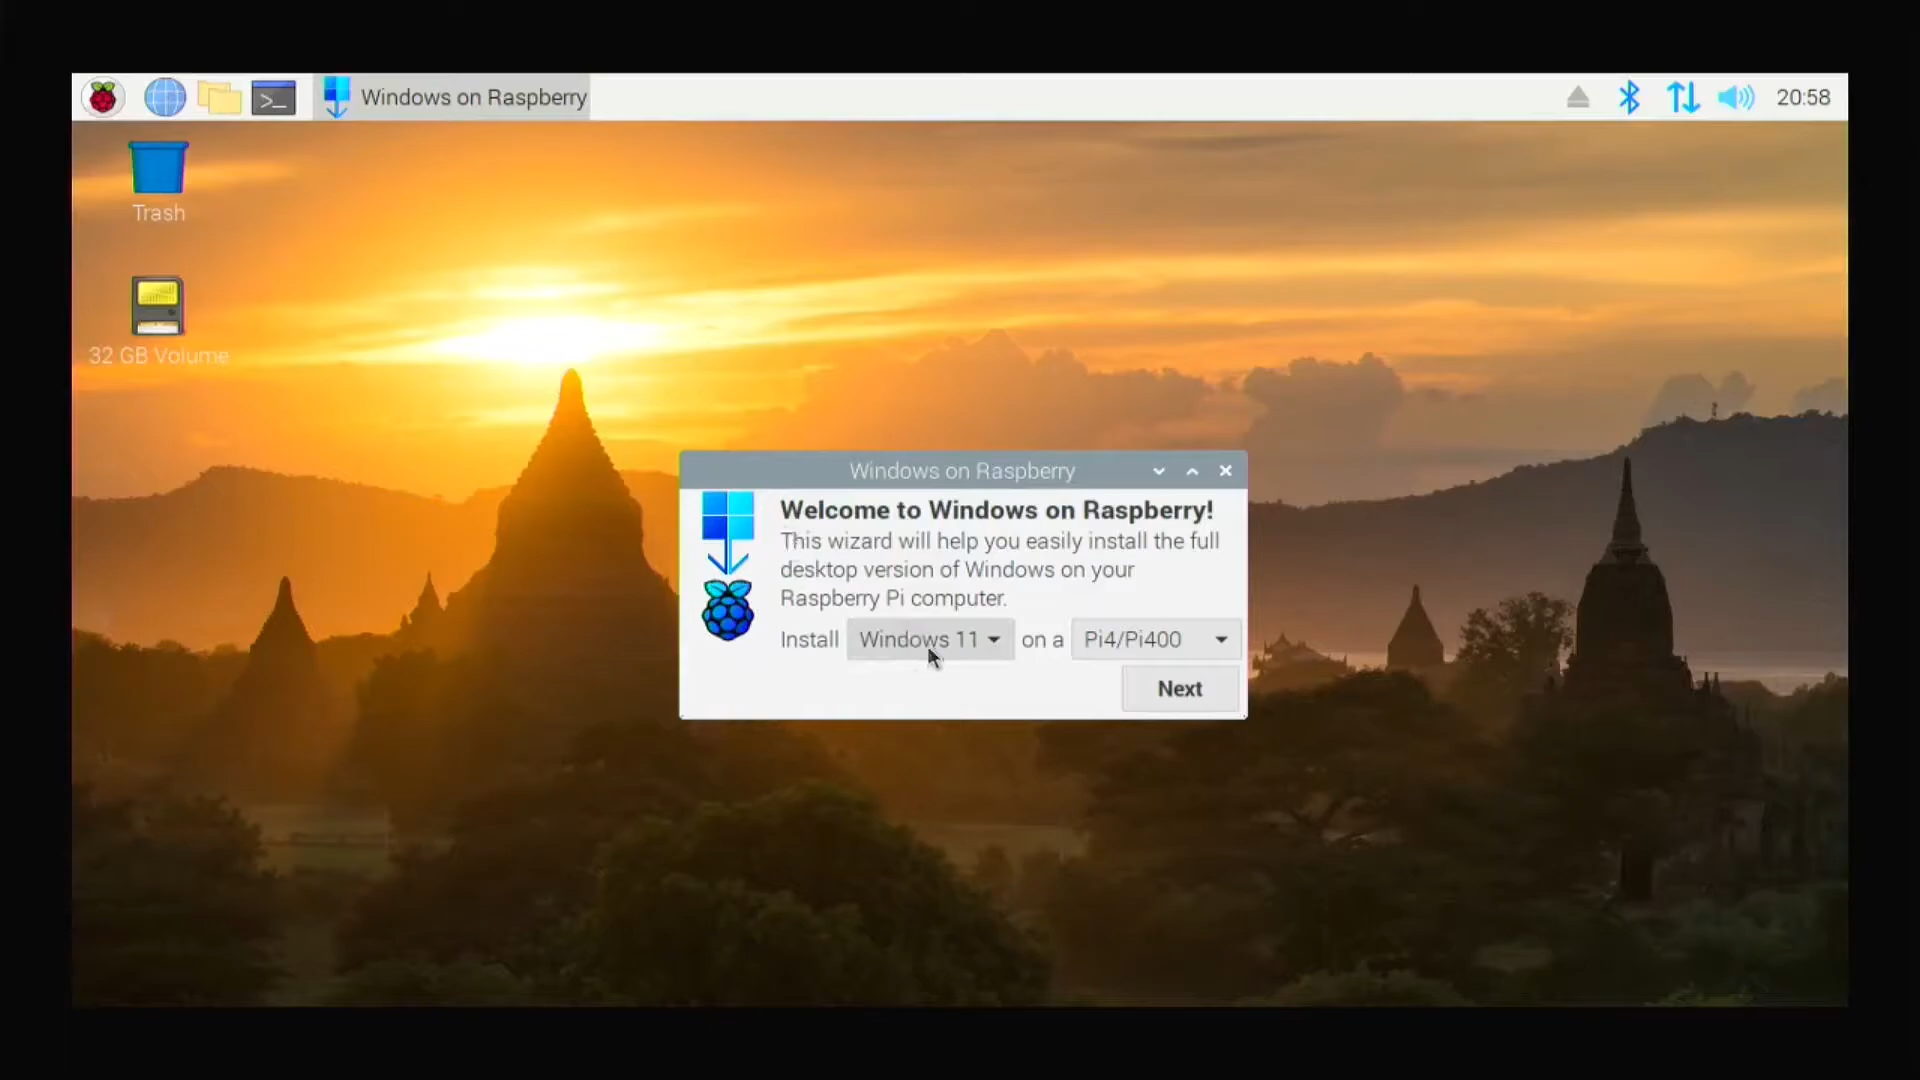 Windows on Raspberry
20:58
Trash
32 GB Volume
Windows on Raspberry
Welcome to Windows on Raspberry!
This wizard will help you easily install the full
desktop version of Windows on your
Raspberry Pi computer.
Install Windows 11 on a Pi4/Pi400
Next